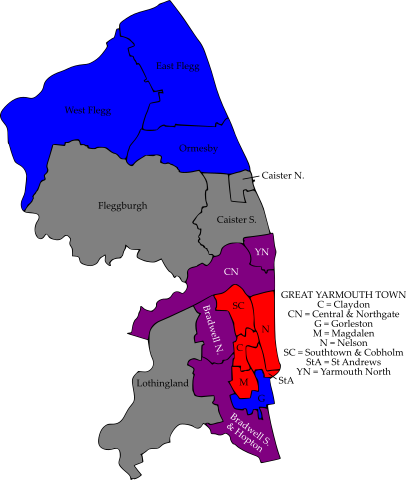 East Flegg
West Flegg
Ormesby
Caister N.
Fleggburgh
Caister S.
YN
CN
GREAT YARMOUTH TOWN
C = Claydon
CN = Central & Northgate
G = Gorleston
M = Magdalen
N = Nelson
SC = Southtown & Cobholm
StA = St Andrews
YN = Yarmouth North
SC
Bradwell N.
N
C
Lothingland
M
StA
G
Bradwell S.
& Hopton